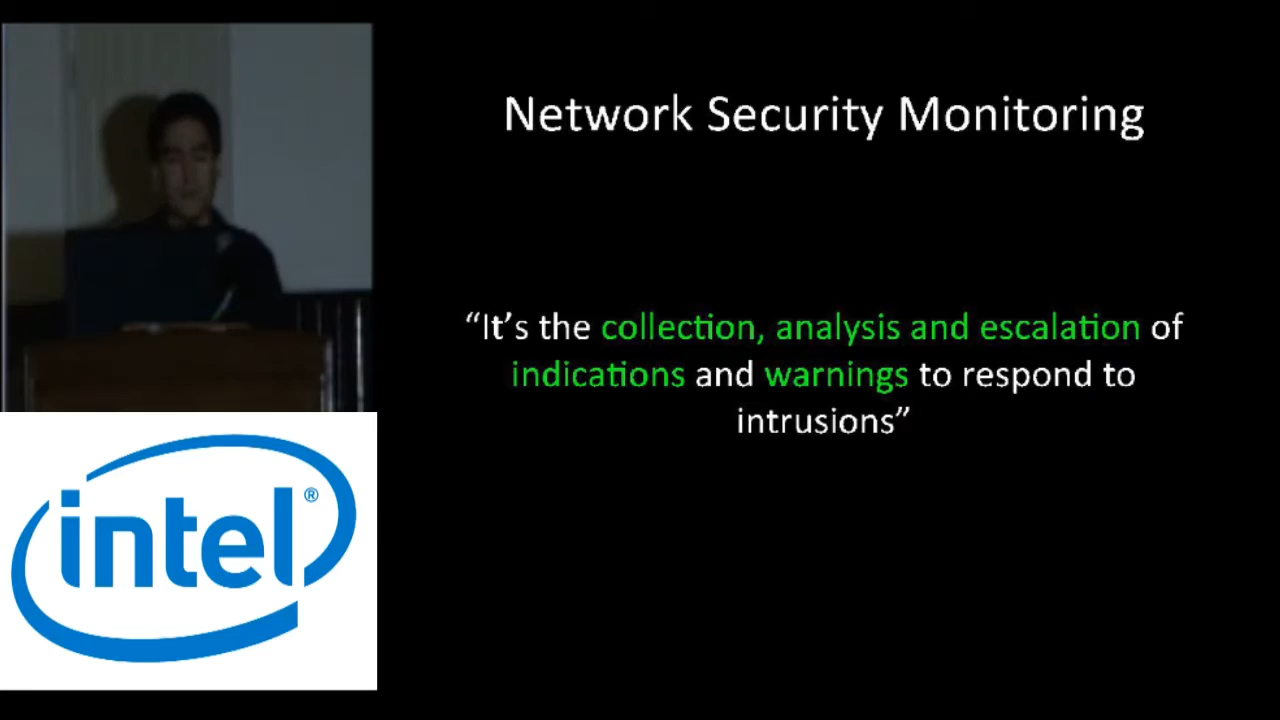 Network Security Monitoring
“It’s the collection, analysis and escalation of
indications and warnings to respond to
intrusions”
intel®